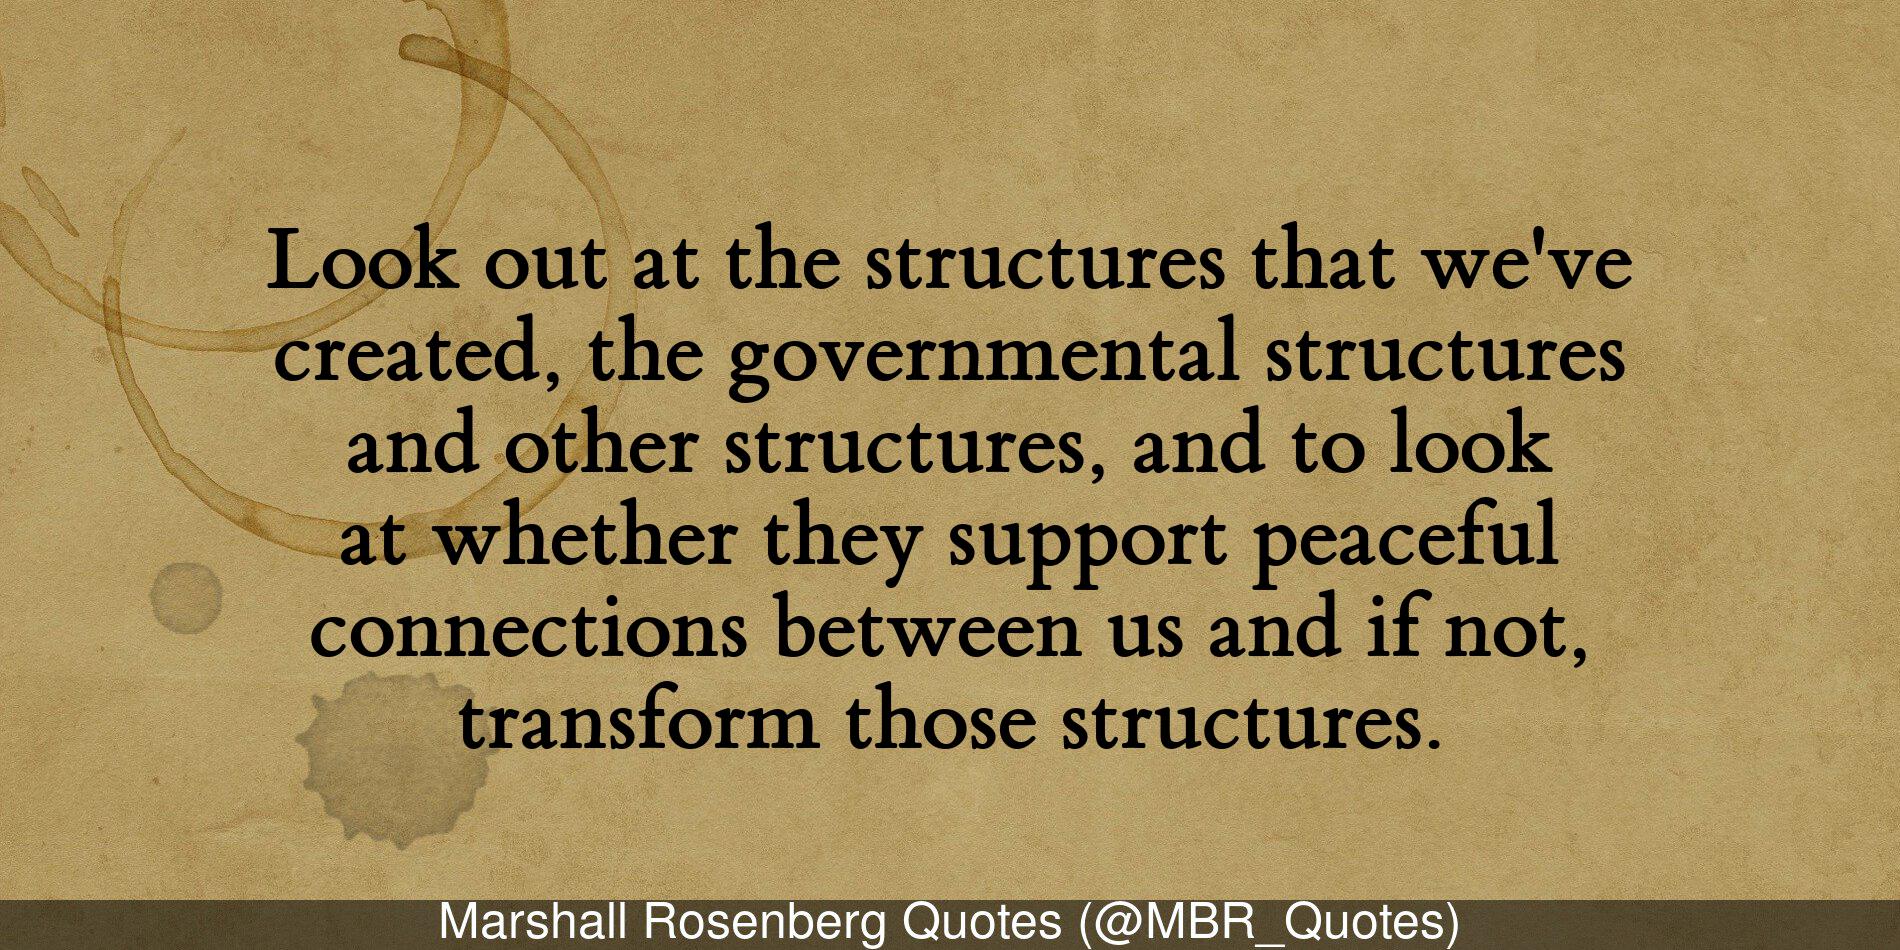 Look out at the structures that we've
created, the governmental structures
and other structures, and to look
at whether they support peaceful
connections between us and if not,
transform those structures.
Marshall Rosenberg Quotes (@MBR_Quotes)